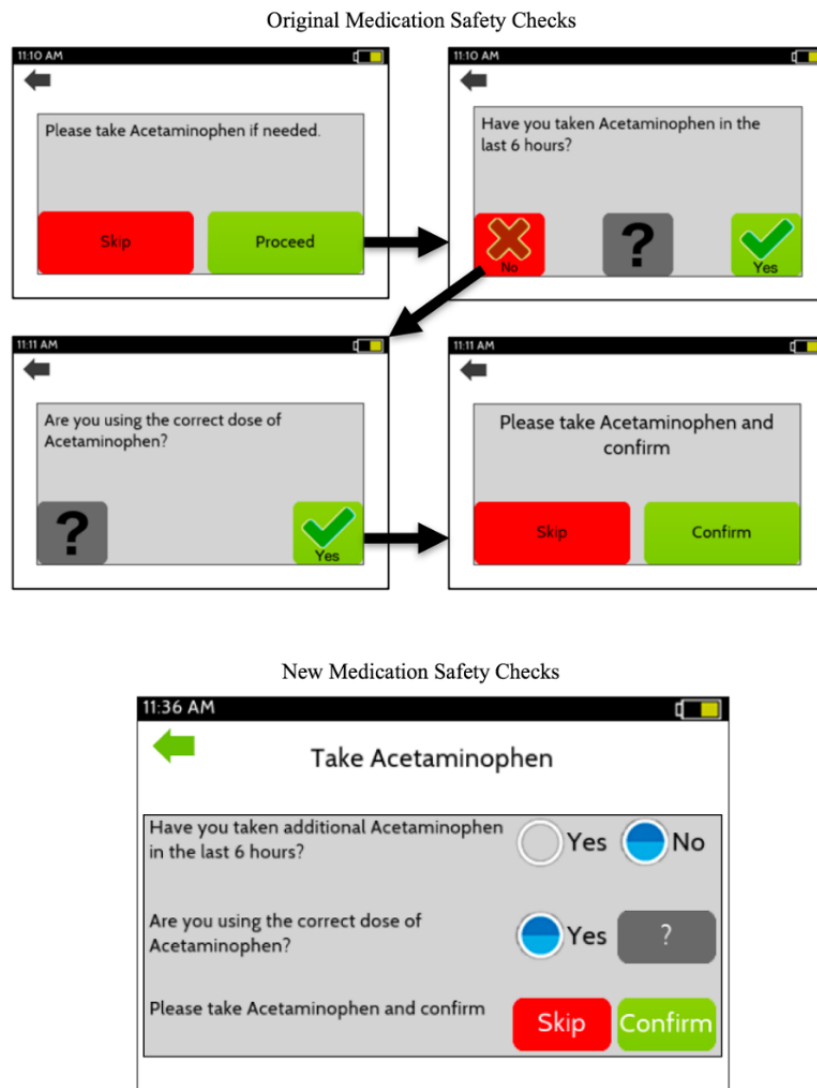 Original Medication Safety Checks
11:10 AM
Please take Acetaminophen if needed.
Skip
Proceed
11:10 AM
Have you taken Acetaminophen in the
last 6 hours?
No
?
Yes
11:11 AM
Are you using the correct dose of
Acetaminophen?
?
Yes
11:11 AM
Please take Acetaminophen and
confirm
Skip
Confirm
New Medication Safety Checks
11:36 AM
Take Acetaminophen
Have you taken additional Acetaminophen
in the last 6 hours?
Yes
No
Are you using the correct dose of
Acetaminophen?
Yes
?
Please take Acetaminophen and confirm
Skip
Confirm